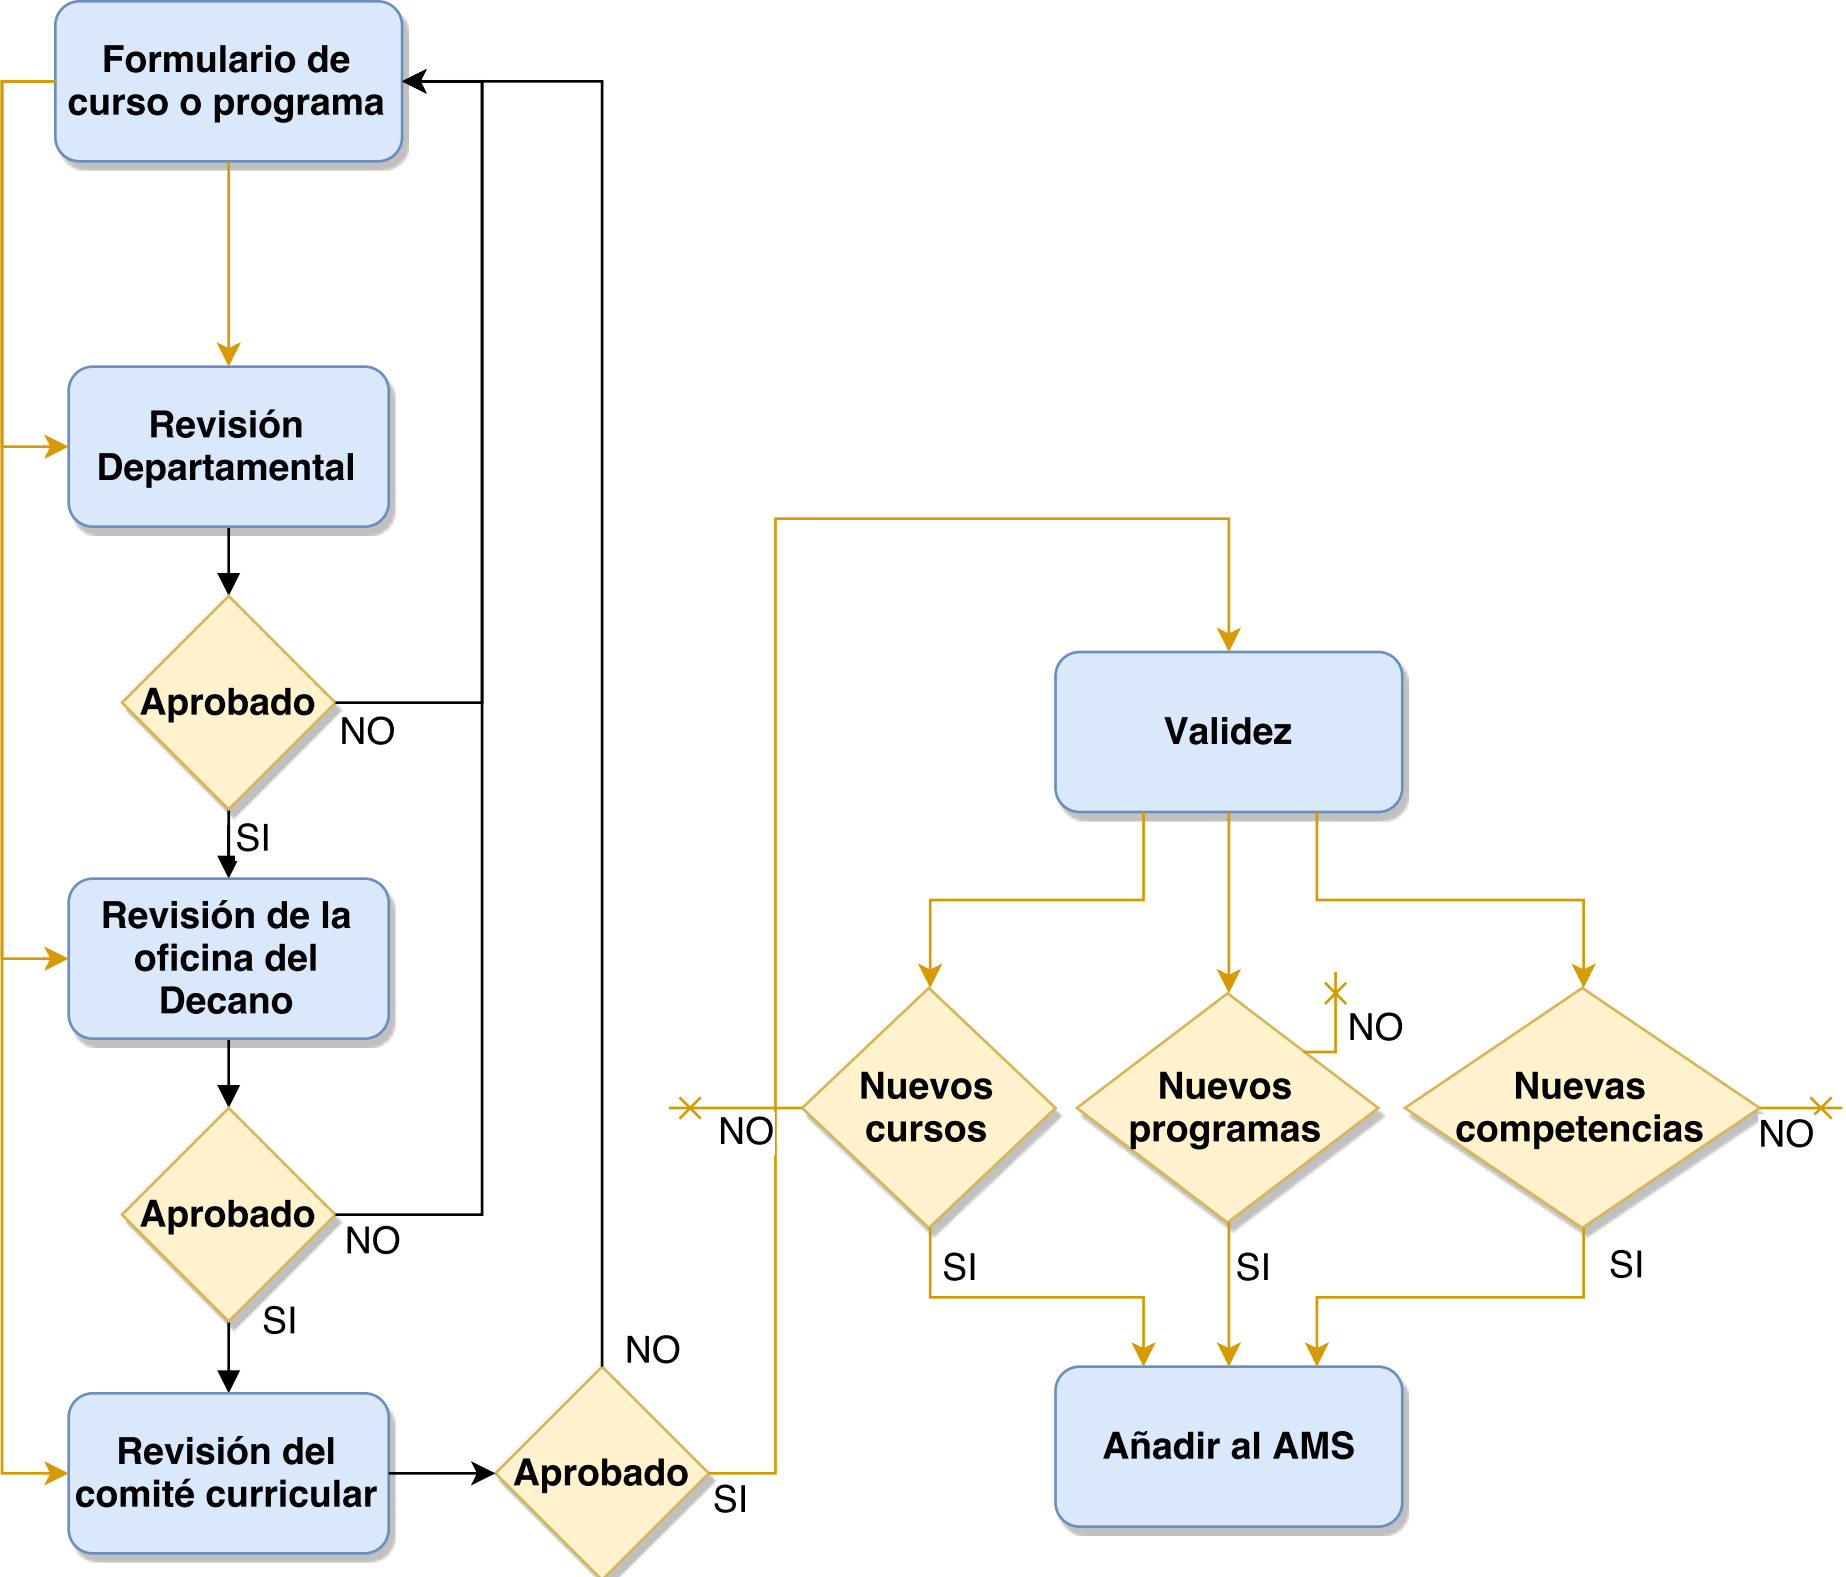 Formulario de
curso o programa
Revisión
Departamental
Aprobado
NO
SI
Revisión de la
oficina del
Decano
Aprobado
NO
SI
Revisión del
comité curricular
NO
Aprobado
SI
Validez
NO
Nuevos
cursos
NO
Nuevos
programas
NO
Nuevas
competencias
NO
SI
SI
SI
Añadir al AMS